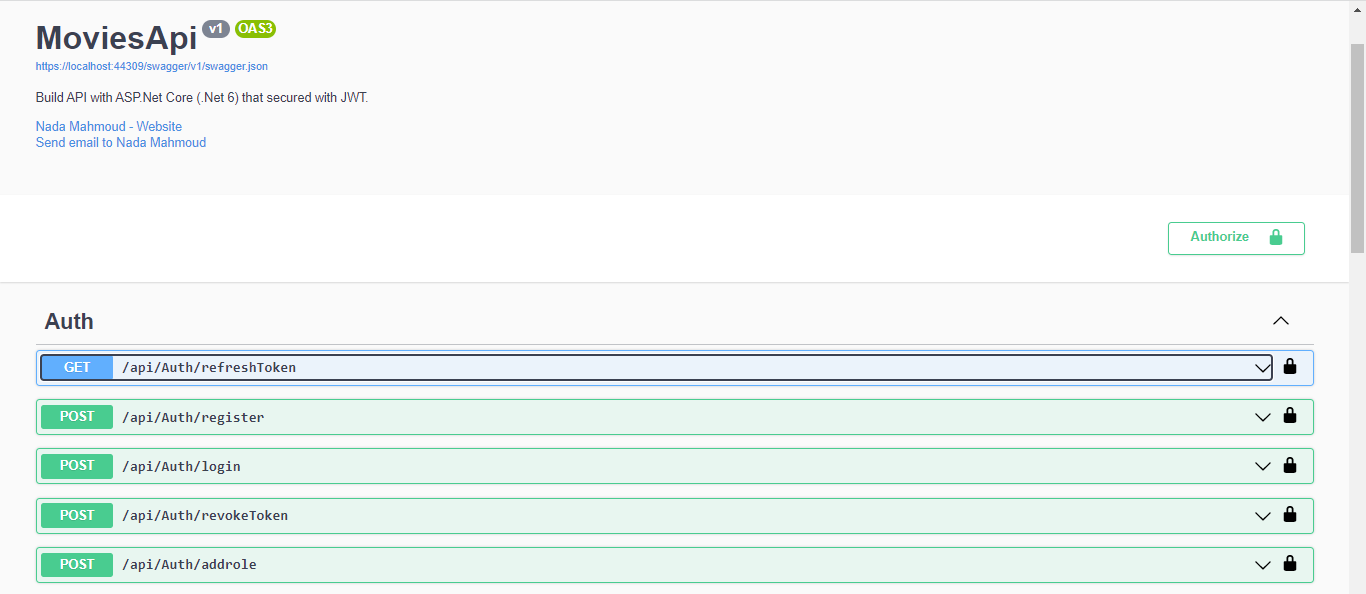 MoviesApi v1 OAS3
https://localhost:44309/swagger/v1/swagger.json
Build API with ASP.Net Core (.Net 6) that secured with JWT.
Nada Mahmoud - Website
Send email to Nada Mahmoud
Authorize
Auth
GET /api/Auth/refreshToken
POST /api/Auth/register
POST /api/Auth/login
POST /api/Auth/revokeToken
POST /api/Auth/addrole